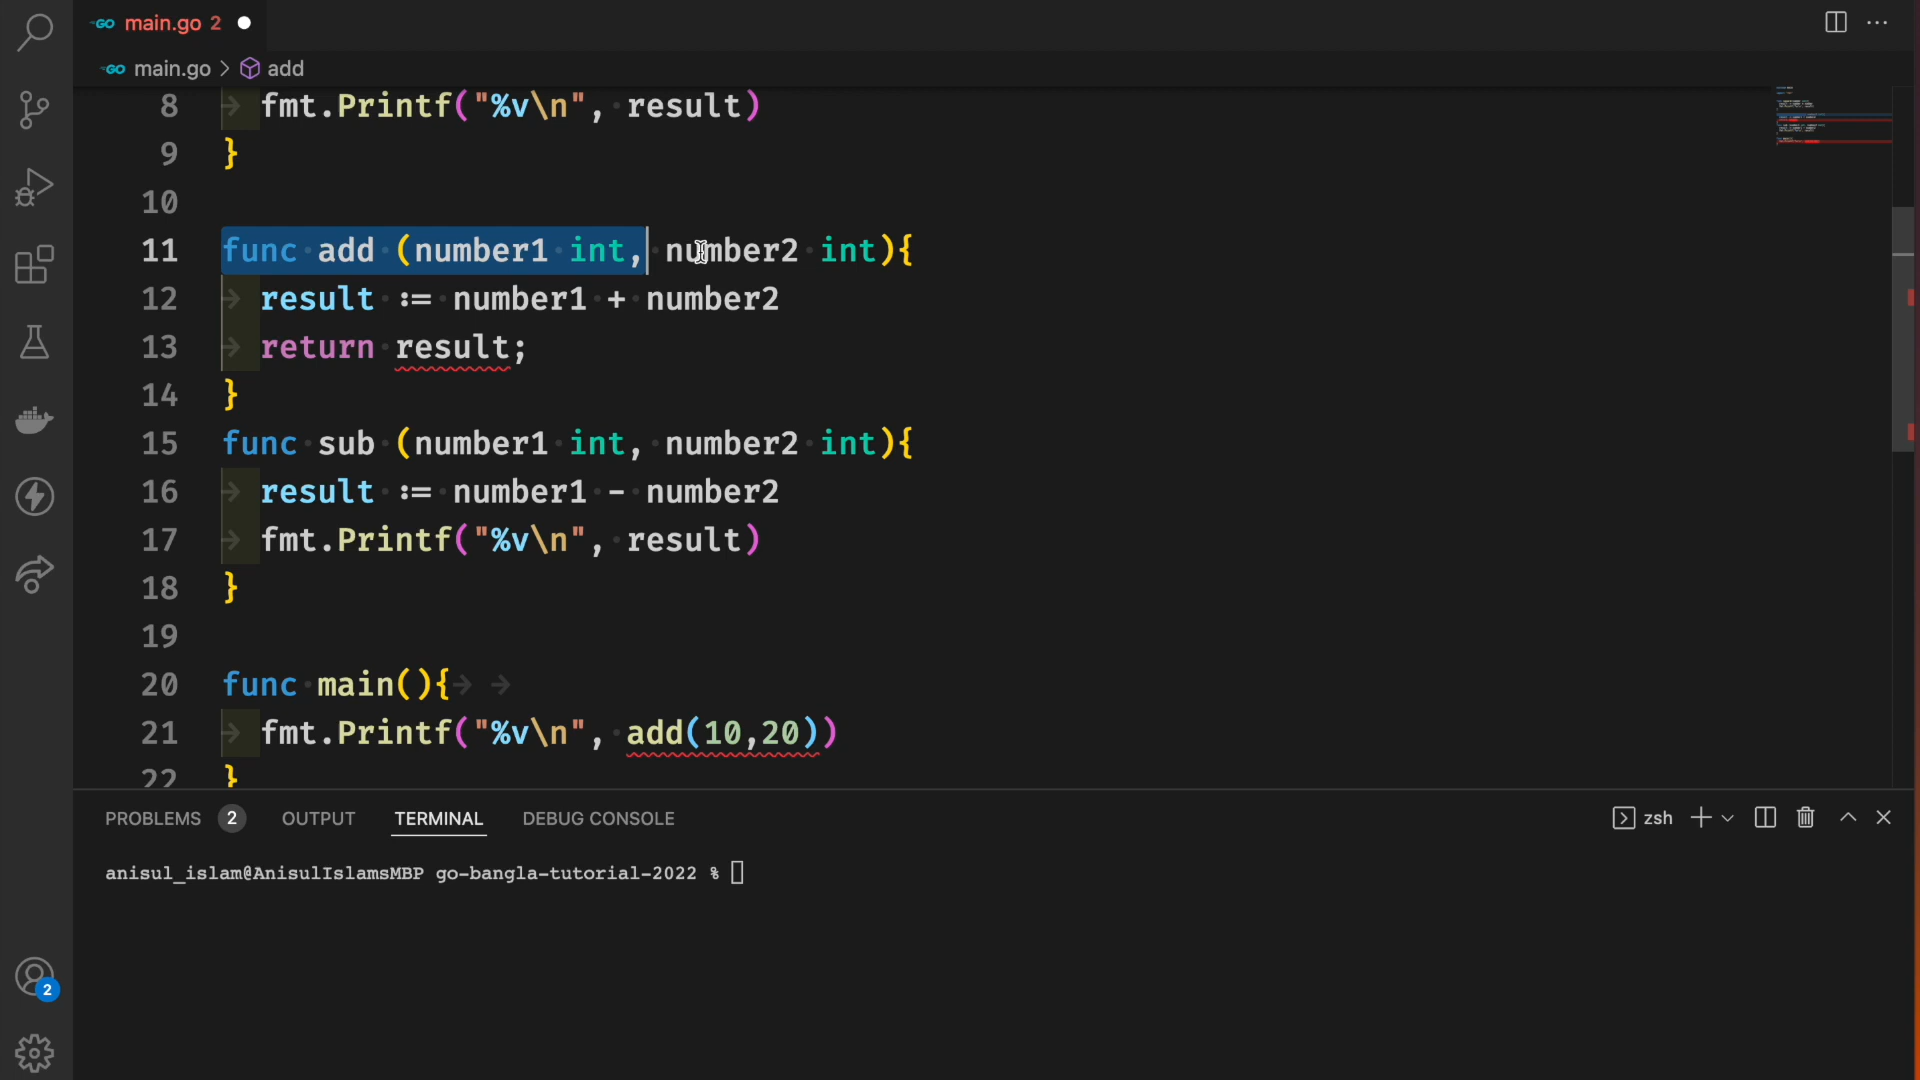 GO main.go 2
GO main.go > add
8 fmt.Printf("%v\n", result)
9 }
10
11 func add (number1 int, number2 int){
12 result := number1 + number2
13 return result;
14 }
15 func sub (number1 int, number2 int){
16 result := number1 - number2
17 fmt.Printf("%v\n", result)
18 }
19
20 func main(){
21 fmt.Printf("%v\n", add(10,20))
22 }
PROBLEMS 2 OUTPUT TERMINAL DEBUG CONSOLE zsh
anisul_islam@AnisulIslamsMBP go-bangla-tutorial-2022 %
2